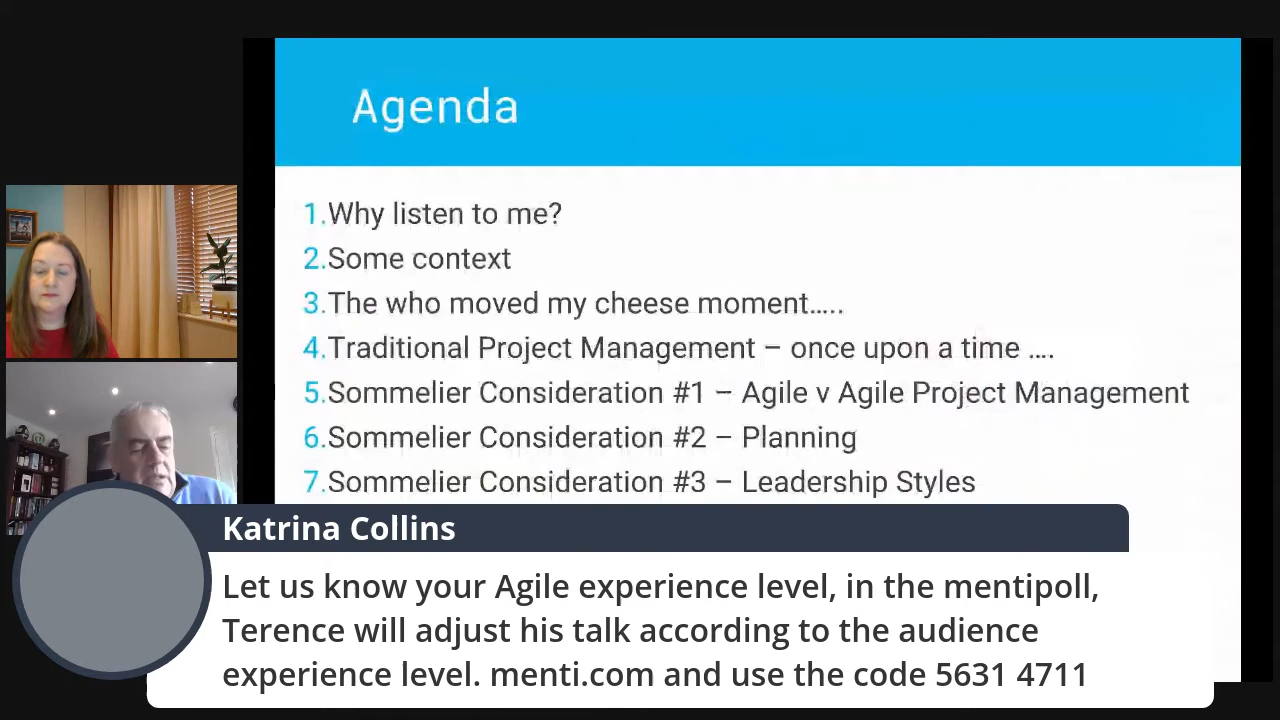 Agenda
1.Why listen to me?
2.Some context
3.The who moved my cheese moment…..
4.Traditional Project Management – once upon a time ….
5.Sommelier Consideration #1 – Agile v Agile Project Management
6.Sommelier Consideration #2 – Planning
7.Sommelier Consideration #3 – Leadership Styles
Katrina Collins
Let us know your Agile experience level, in the mentipoll,
Terence will adjust his talk according to the audience
experience level. menti.com and use the code 5631 4711